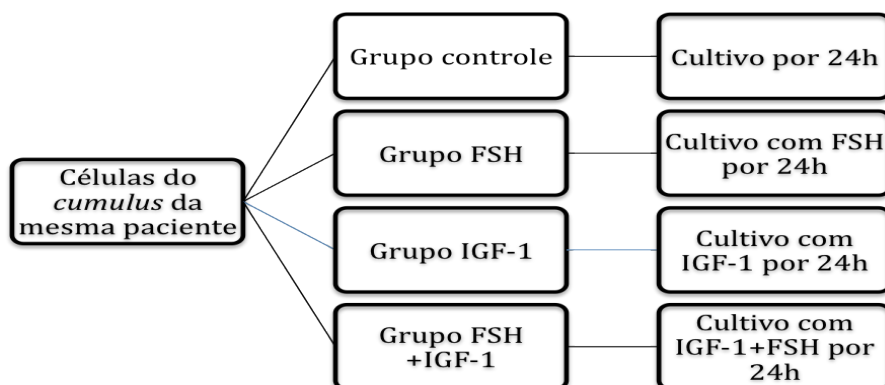 Células do
cumulus da
mesma paciente
Grupo controle
Cultivo por 24h
Grupo FSH
Cultivo com FSH
por 24h
Grupo IGF-1
Cultivo com
IGF-1 por 24h
Grupo FSH
+IGF-1
Cultivo com
IGF-1+FSH por
24h